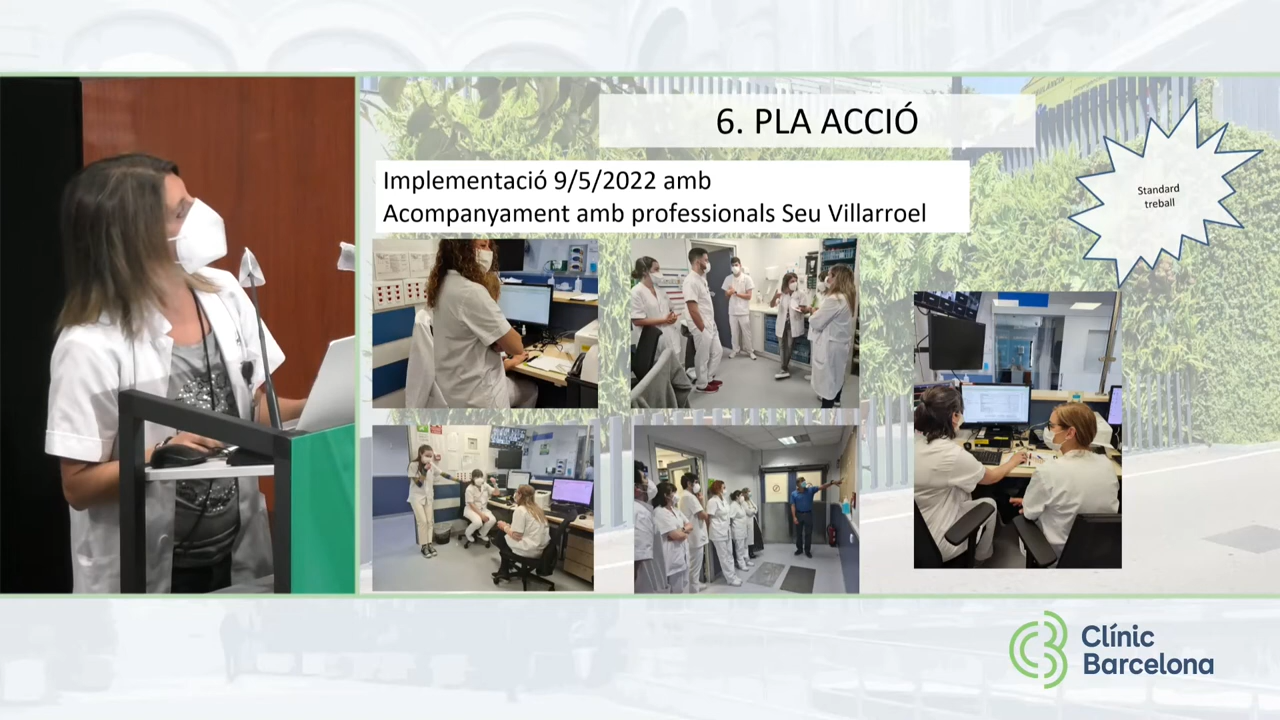 6. PLA ACCIÓ
Implementació 9/5/2022 amb
Acompanyament amb professionals Seu Villarroel
Standard
treball
Clínic
Barcelona